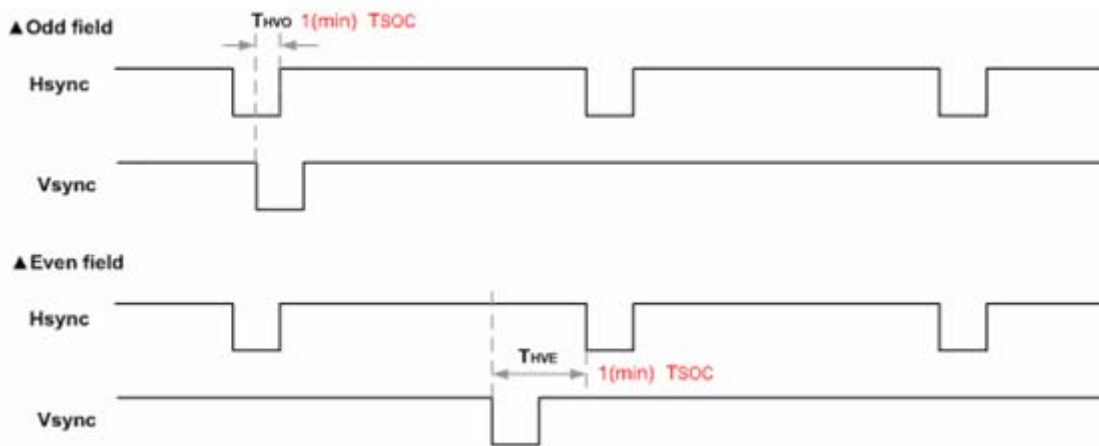 ▲Odd field
THVO 1(min) TSOC
Hsync
Vsync
▲Even field
Hsync
THVE
1(min) TSOC
Vsync